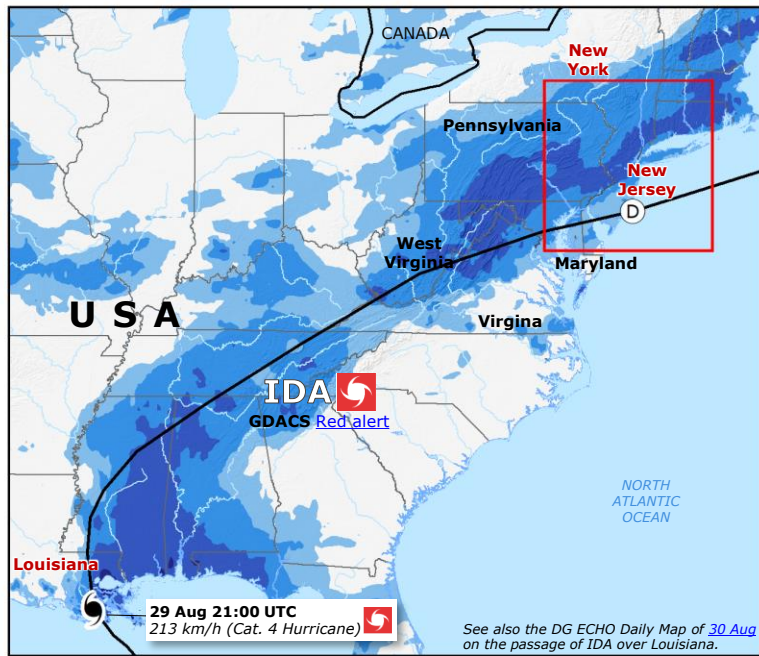 CANADA
New
York
Pennsylvania
New
Jersey
D
West
Virginia
Maryland
USA
Virgina
IDA
GDACS Red alert
NORTH
ATLANTIC
OCEAN
Louisiana
29 Aug 21:00 UTC
213 km/h (Cat. 4 Hurricane)
See also the DG ECHO Daily Map of 30 Aug
on the passage of IDA over Louisiana.